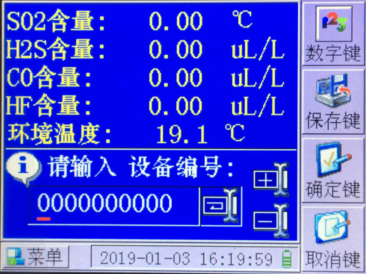 SO2含量: 0.00 ℃
H2S含量: 0.00 uL/L
CO含量: 0.00 uL/L
HF含量: 0.00 uL/L
环境温度: 19.1 ℃
请输入 设备编号:
0000000000
菜单 2019-01-03 16:19:59
123
数字键
保存键
确定键
取消键